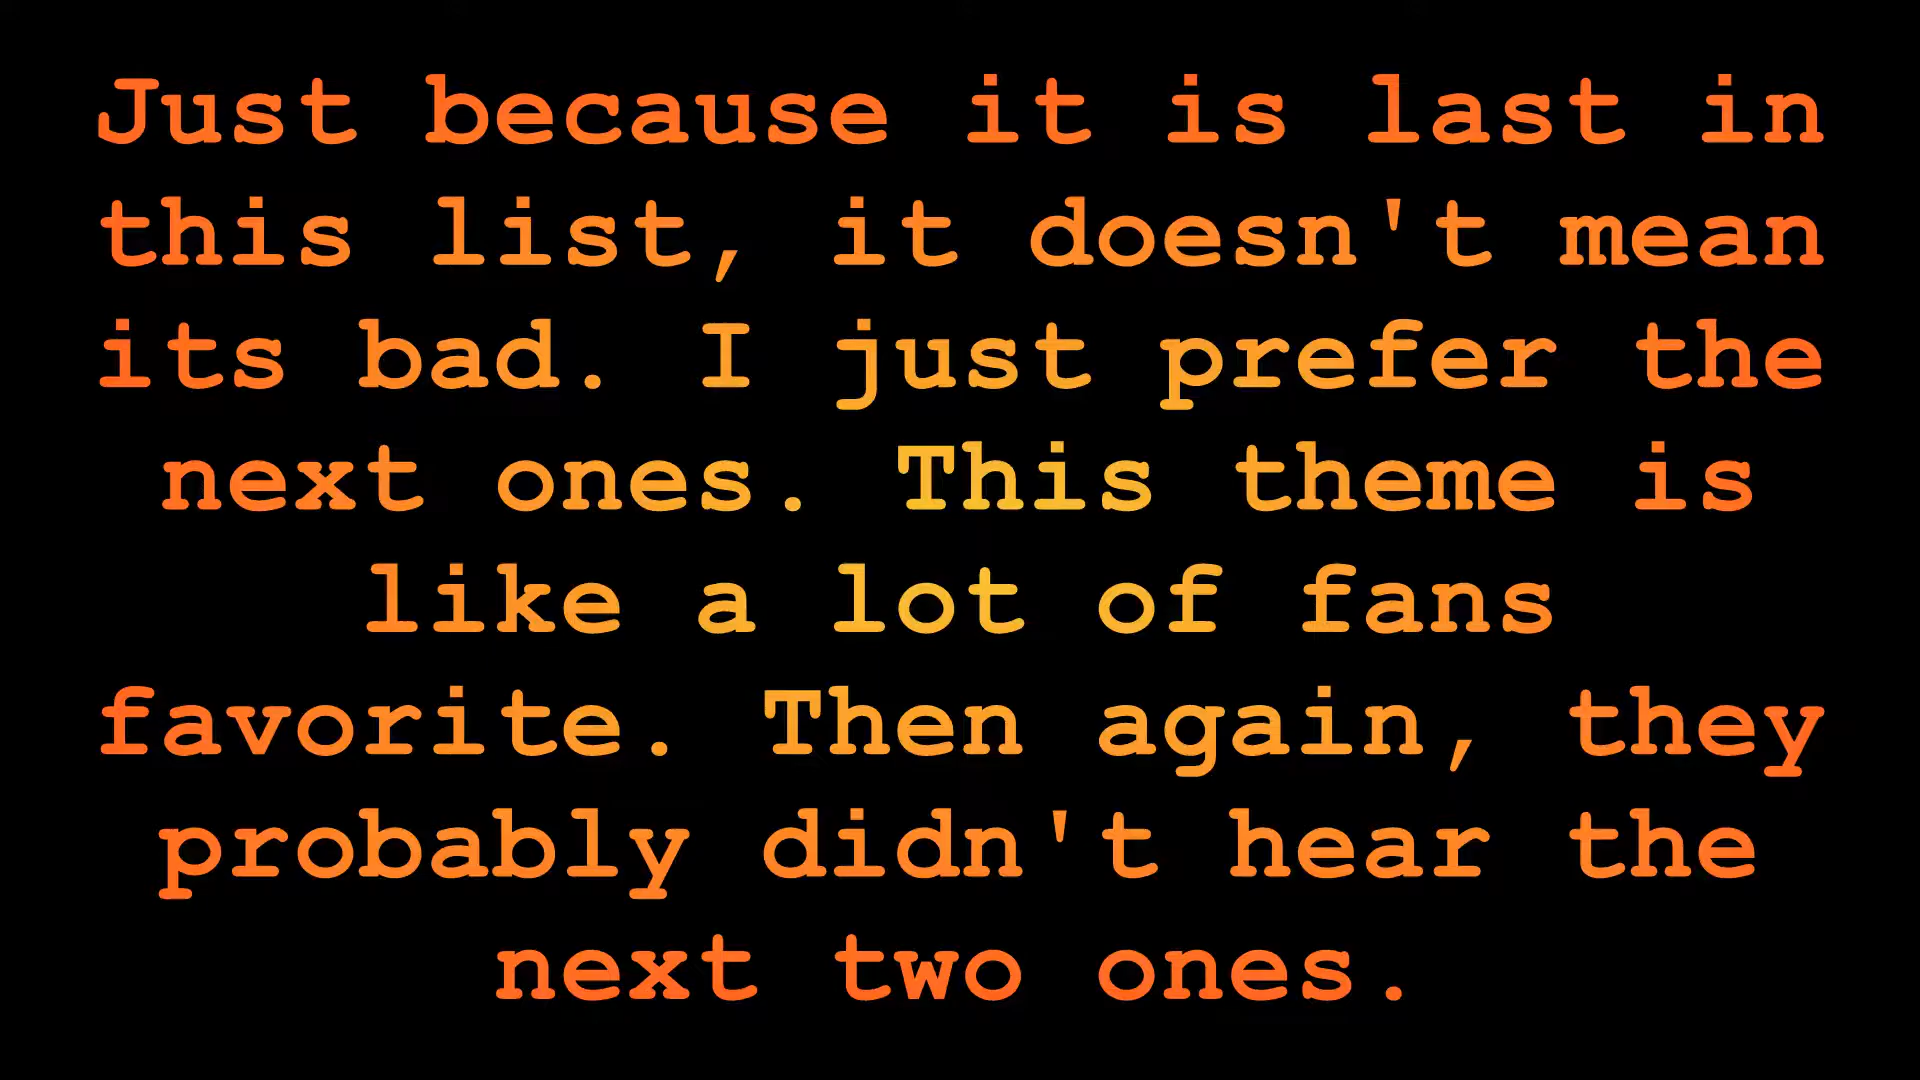 Just because it is last in
this list, it doesn't mean
its bad. I just prefer the
next ones. This theme is
like a lot of fans
favorite. Then again, they
probably didn't hear the
next two ones.